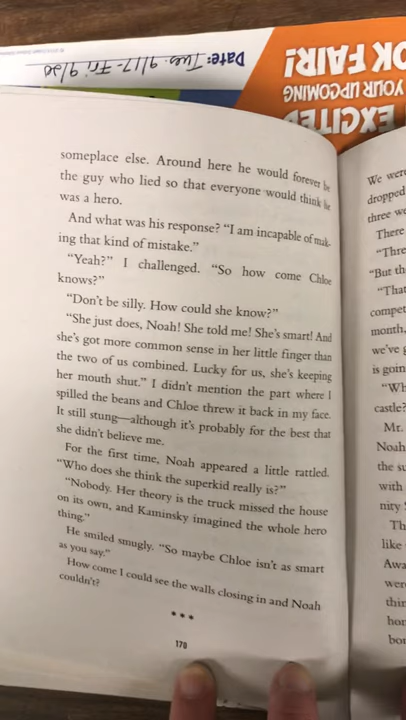 Date: Tues. 9/17 - Fri 9/20
OK FAIR!
YOUR UPCOMING
EXCITED
someplace else. Around here he would forever be
the guy who lied so that everyone would think he
was a hero.
And what was his response? “I am incapable of mak-
ing that kind of mistake.”
“Yeah?” I challenged. “So how come Chloe
knows?”
“Don’t be silly. How could she know?”
“She just does, Noah! She told me! She’s smart! And
she’s got more common sense in her little finger than
the two of us combined. Lucky for us, she’s keeping
her mouth shut.” I didn’t mention the part where I
spilled the beans and Chloe threw it back in my face.
It still stung—although it’s probably for the best that
she didn’t believe me.
For the first time, Noah appeared a little rattled.
“Who does she think the superkid really is?”
“Nobody. Her theory is the truck missed the house
on its own, and Kaminsky imagined the whole hero
thing.”
He smiled smugly. “So maybe Chloe isn’t as smart
as you say.”
How come I could see the walls closing in and Noah
couldn’t?
***
170
We were
dropped
three we
There
“Thre
“But th
“That
compet
month,
we’ve g
is goin
“Wh
castle?
Mr.
Noah
the su
with
nity
Th
like
Awa
were
thin
hor
bor